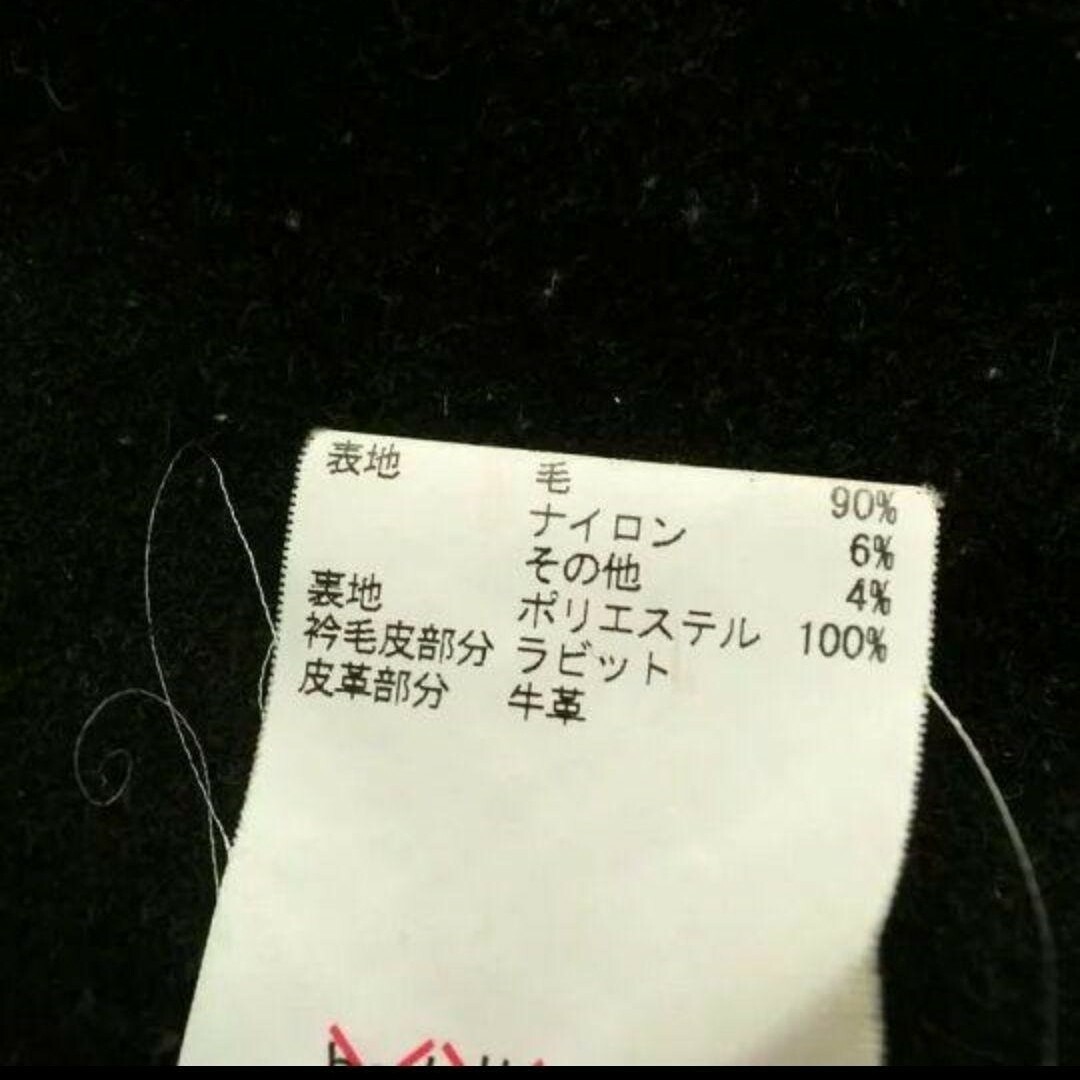 表地 毛 90%
ナイロン 6%
その他 4%
裏地 ポリエステル 100%
衿毛皮部分 ラビット
皮革部分 牛革